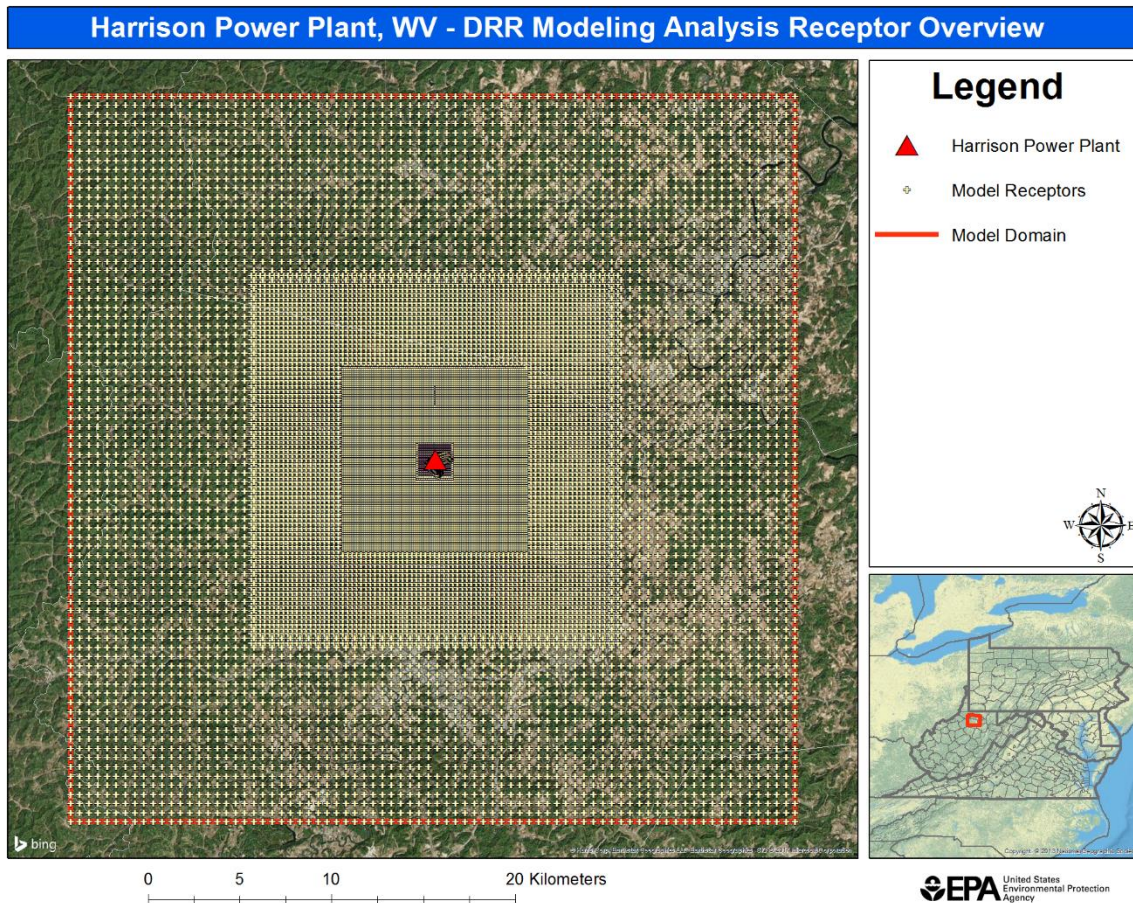 Harrison Power Plant, WV - DRR Modeling Analysis Receptor Overview
Legend
Harrison Power Plant
Model Receptors
Model Domain
N
W E
S
bing
0 5 10 20 Kilometers
EPA
United States
Environmental Protection
Agency